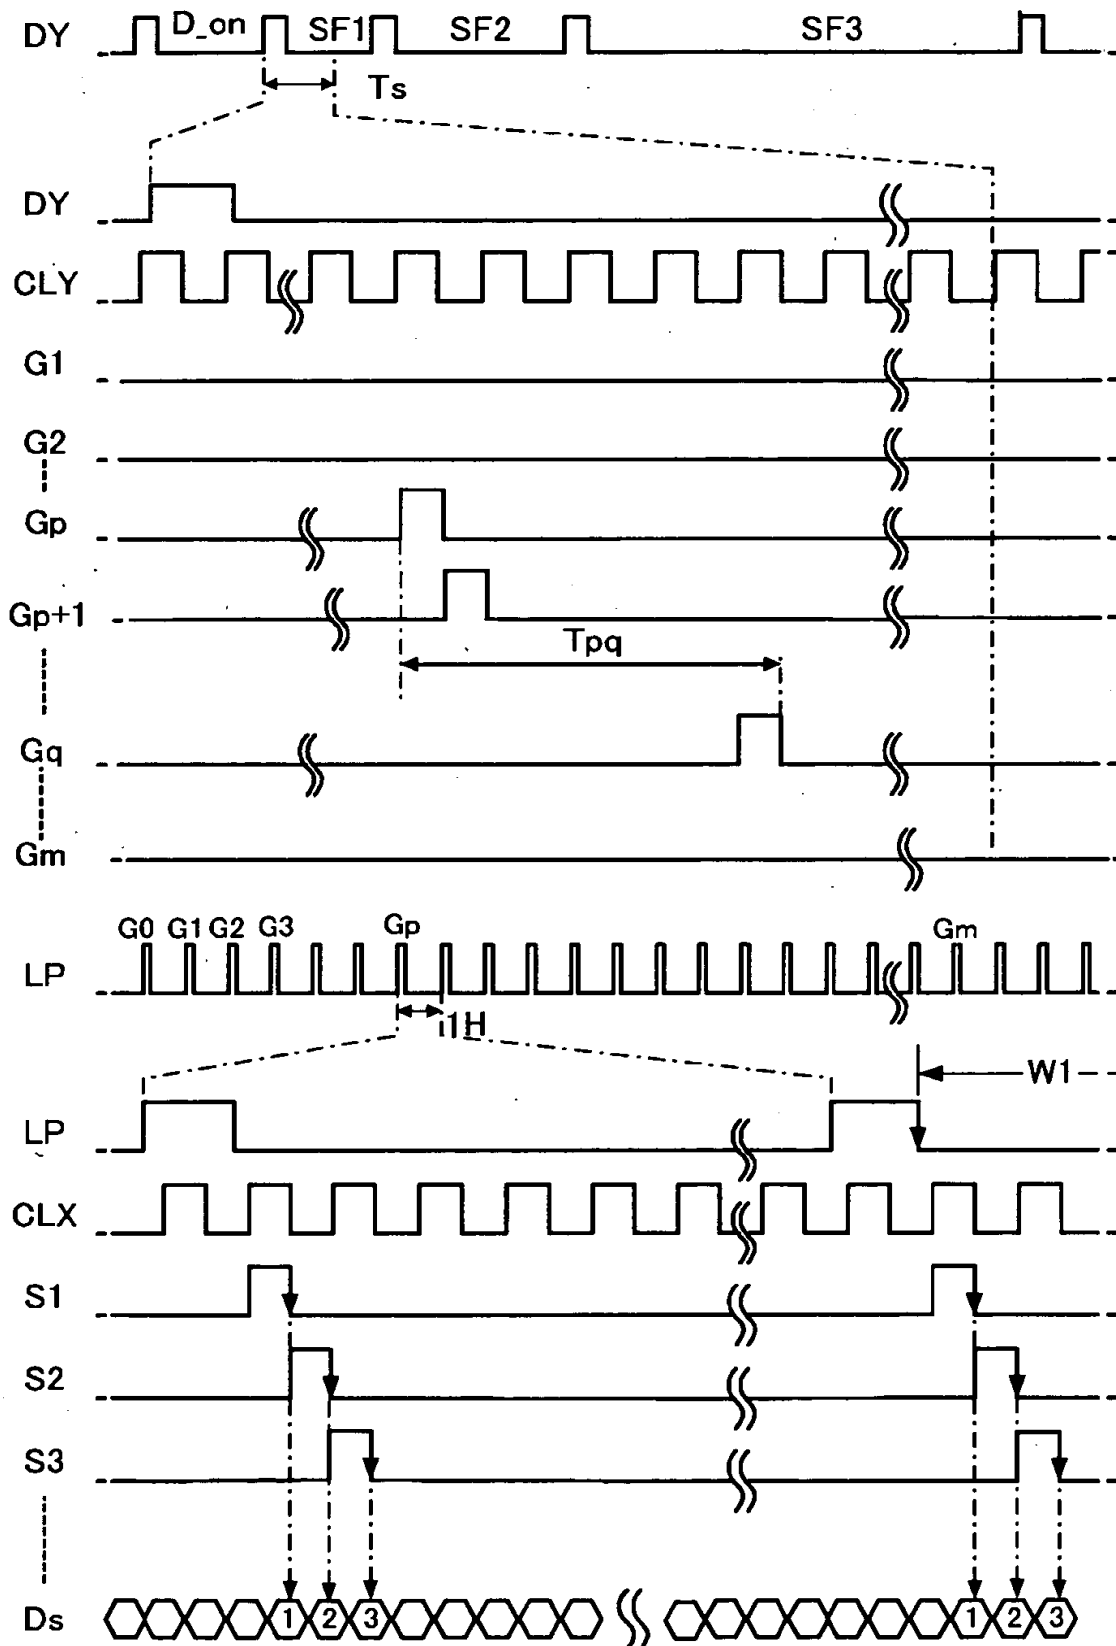 DY D_on SF1 SF2 SF3
Ts
DY
CLY
G1
G2
Gp
Gp+1
Tpq
Gq
Gm
G0 G1 G2 G3 Gp Gm
LP
1H
W1
LP
CLX
S1
S2
S3
Ds 1 2 3 1 2 3